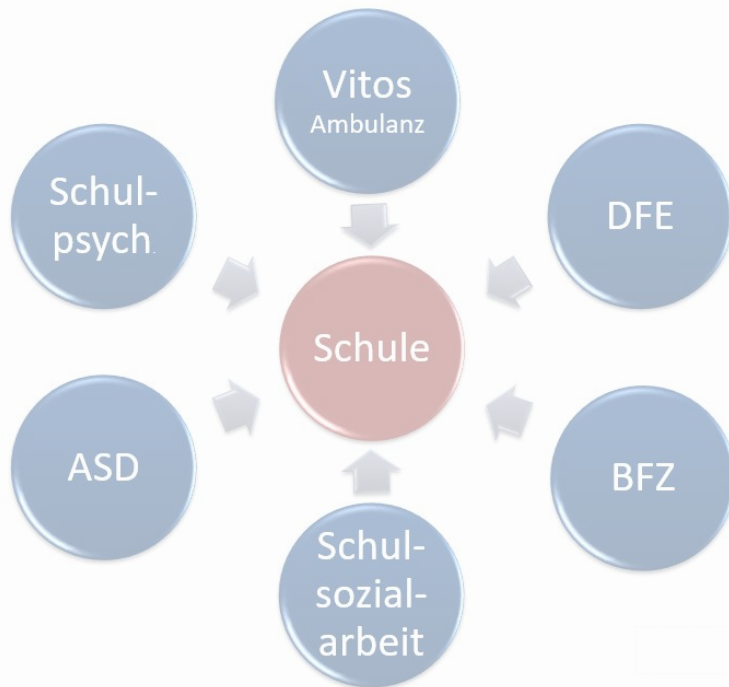 Vitos
Ambulanz
Schul-
psych.
DFE
Schule
ASD
BFZ
Schul-
sozial-
arbeit